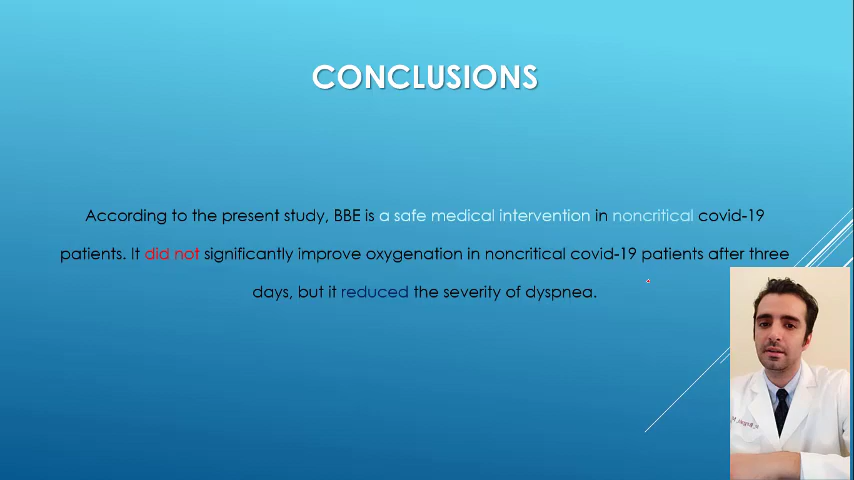 CONCLUSIONS
According to the present study, BBE is a safe medical intervention in noncritical covid-19
patients. It did not significantly improve oxygenation in noncritical covid-19 patients after three
days, but it reduced the severity of dyspnea.